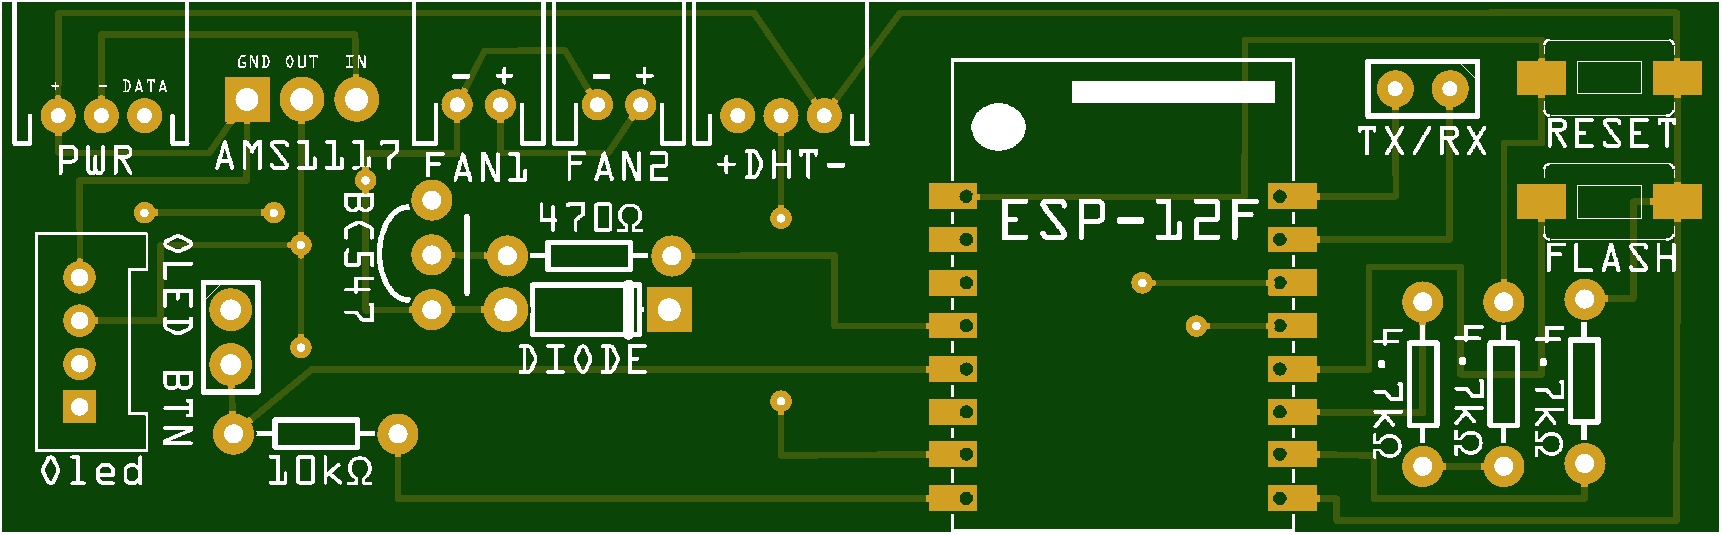 GND OUT IN
+ - DATA
- +
- +
PWR
AMS1117
FAN1
FAN2
+DHT-
TX/RX
RESET
BC547
470Ω
ESP-12F
FLASH
OLED BTN
DIODE
4.7kΩ
4.7kΩ
4.7kΩ
Oled
10kΩ